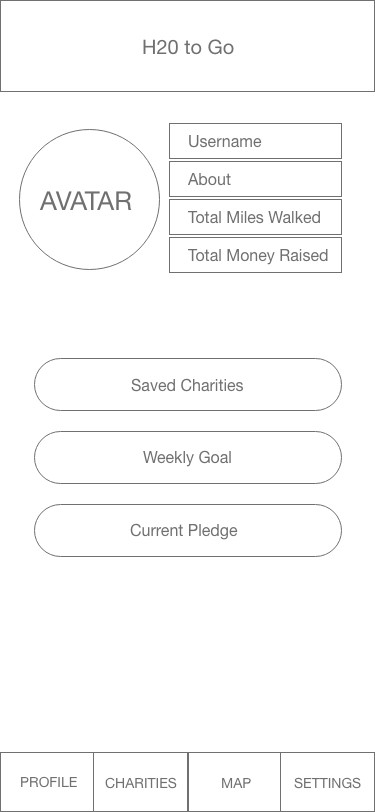 H20 to Go
AVATAR
Username
About
Total Miles Walked
Total Money Raised
Saved Charities
Weekly Goal
Current Pledge
PROFILE
CHARITIES
MAP
SETTINGS